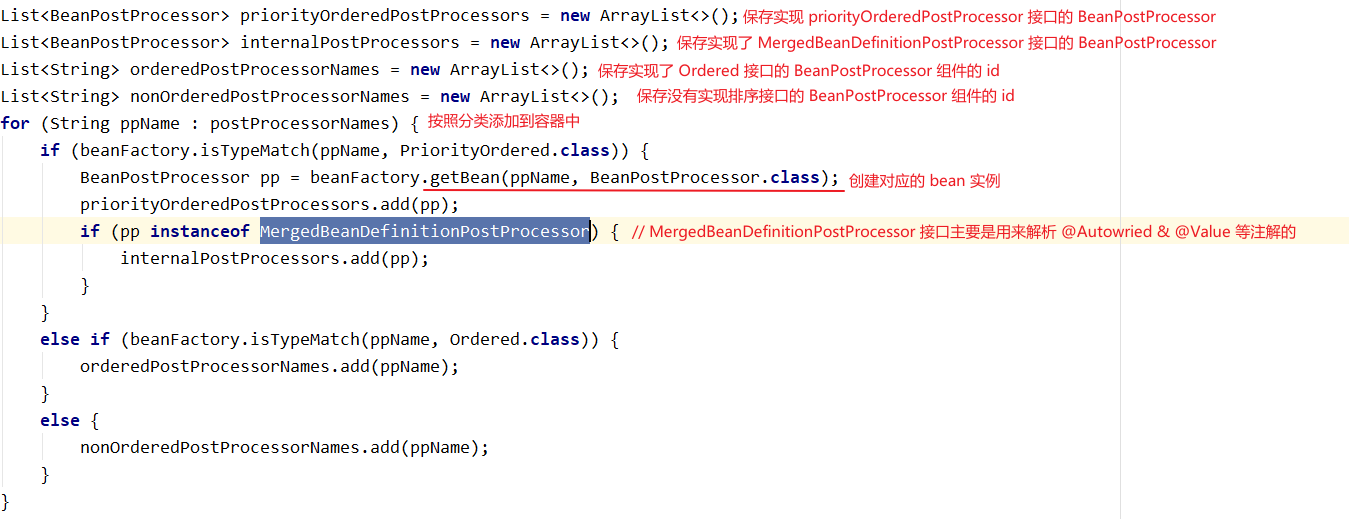 List<BeanPostProcessor> priorityOrderedPostProcessors = new ArrayList<>(); 保存实现 priorityOrderedPostProcessor 接口的 BeanPostProcessor
List<BeanPostProcessor> internalPostProcessors = new ArrayList<>(); 保存实现了 MergedBeanDefinitionPostProcessor 接口的 BeanPostProcessor
List<String> orderedPostProcessorNames = new ArrayList<>(); 保存实现了 Ordered 接口的 BeanPostProcessor 组件的 id
List<String> nonOrderedPostProcessorNames = new ArrayList<>(); 保存没有实现排序接口的 BeanPostProcessor 组件的 id
for (String ppName : postProcessorNames) { 按照分类添加到容器中
if (beanFactory.isTypeMatch(ppName, PriorityOrdered.class)) {
BeanPostProcessor pp = beanFactory.getBean(ppName, BeanPostProcessor.class); 创建对应的 bean 实例
priorityOrderedPostProcessors.add(pp);
if (pp instanceof MergedBeanDefinitionPostProcessor) { // MergedBeanDefinitionPostProcessor 接口主要是用来解析 @Autowried & @Value 等注解的
internalPostProcessors.add(pp);
}
}
else if (beanFactory.isTypeMatch(ppName, Ordered.class)) {
orderedPostProcessorNames.add(ppName);
}
else {
nonOrderedPostProcessorNames.add(ppName);
}
}